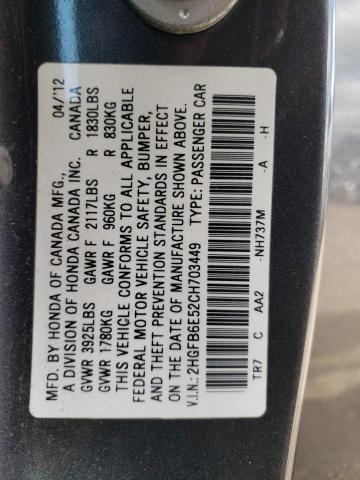 MFD. BY HONDA OF CANADA MFG., 04/'12
A DIVISION OF HONDA CANADA INC. CANADA
GVWR 3925LBS GAWR F 2117LBS R 1830LBS
GVWR 1780KG GAWR F 960KG R 830KG
THIS VEHICLE CONFORMS TO ALL APPLICABLE
FEDERAL MOTOR VEHICLE SAFETY, BUMPER,
AND THEFT PREVENTION STANDARDS IN EFFECT
ON THE DATE OF MANUFACTURE SHOWN ABOVE.
V.I.N.: 2HGFB6E52CH703449 TYPE: PASSENGER CAR
TR7 C AA2 -NH737M -A -H